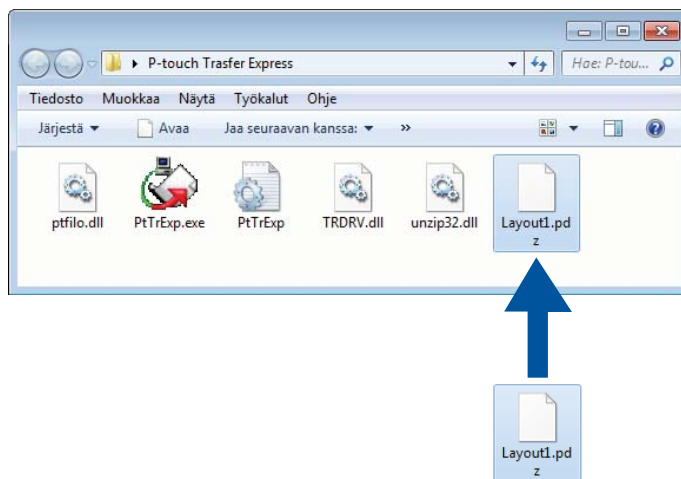 P-touch Trasfer Express
Hae: P-tou...
Tiedosto Muokkaa Näytä Työkalut Ohje
Järjestä Avaa Jaa seuraavan kanssa: »
ptfilo.dll PtTrExp.exe PtTrExp TRDRV.dll unzip32.dll Layout1.pd
z
Layout1.pd
z